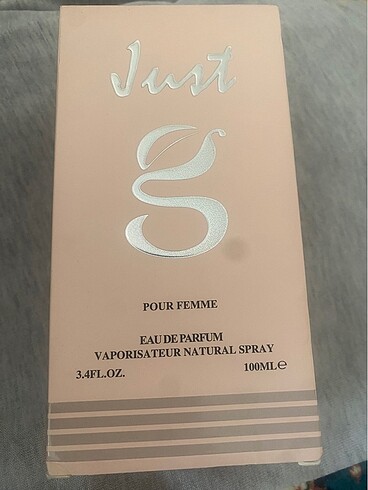 Just
g
POUR FEMME
EAU DE PARFUM
VAPORISATEUR NATURAL SPRAY
3.4FL.OZ. 100ML℮